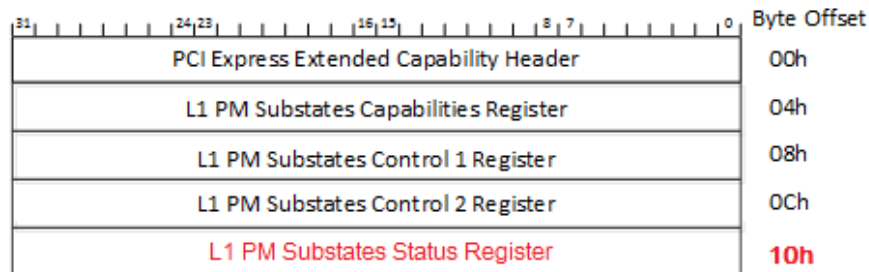 31 24 23 16 15 8 7 0 Byte Offset
PCI Express Extended Capability Header 00h
L1 PM Substates Capabilities Register 04h
L1 PM Substates Control 1 Register 08h
L1 PM Substates Control 2 Register 0Ch
L1 PM Substates Status Register 10h